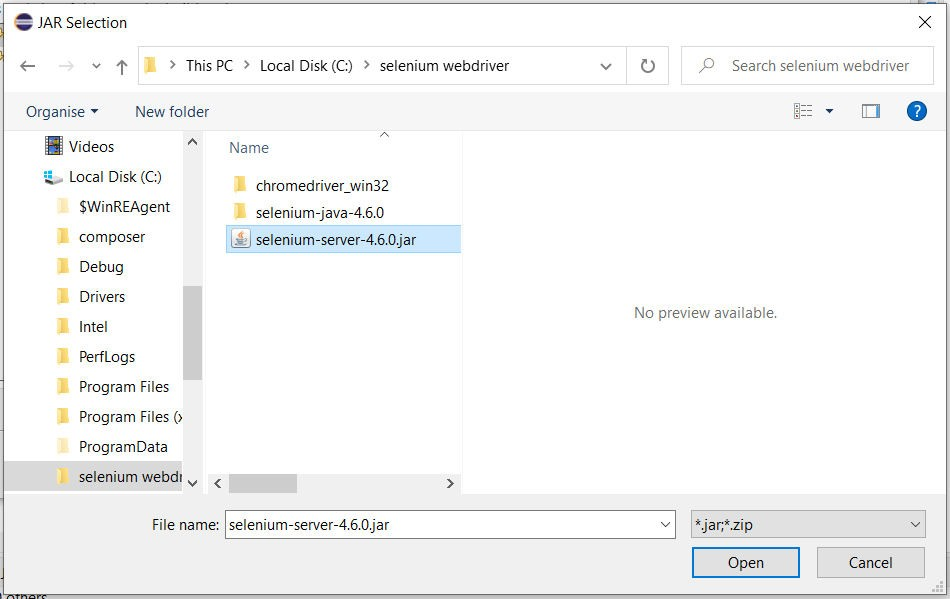 JAR Selection
This PC > Local Disk (C:) > selenium webdriver
Search selenium webdriver
Organise
New folder
?
Videos
Local Disk (C:)
$WinREAgent
composer
Debug
Drivers
Intel
PerfLogs
Program Files
Program Files (x
ProgramData
selenium webdr
Name
chromedriver_win32
selenium-java-4.6.0
selenium-server-4.6.0.jar
No preview available.
File name: selenium-server-4.6.0.jar
*.jar;*.zip
Open
Cancel
others